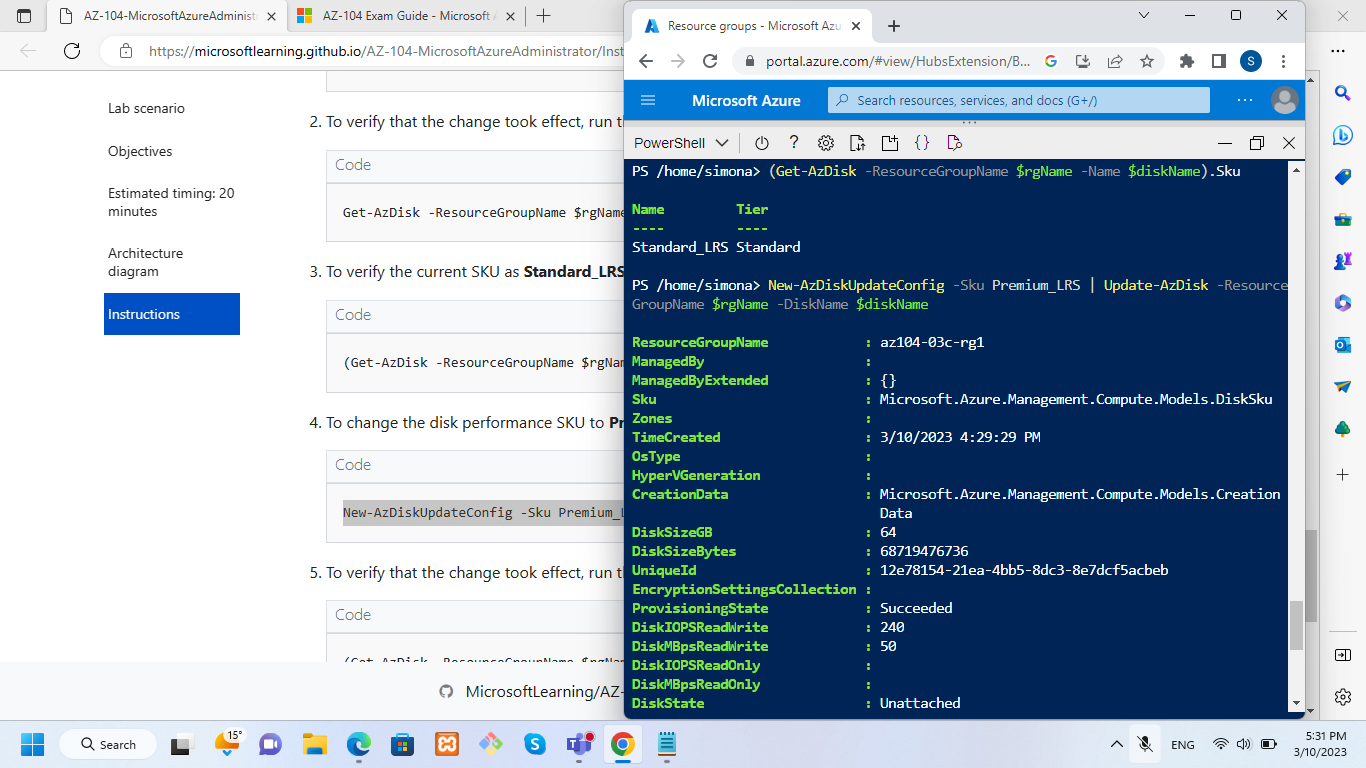 AZ-104-MicrosoftAzureAdministra
AZ-104 Exam Guide - Microsoft A
https://microsoftlearning.github.io/AZ-104-MicrosoftAzureAdministrator/Inst
Lab scenario
Objectives
Estimated timing: 20
minutes
Architecture
diagram
Instructions
2. To verify that the change took effect, run th
Code
Get-AzDisk -ResourceGroupName $rgName
3. To verify the current SKU as Standard_LRS
Code
(Get-AzDisk -ResourceGroupName $rgNam
4. To change the disk performance SKU to Pr
Code
New-AzDiskUpdateConfig -Sku Premium_L
5. To verify that the change took effect, run th
Code
(Get-AzDisk -ResourceGroupName $rgNam
MicrosoftLearning/AZ-
Resource groups - Microsoft Azu
portal.azure.com/#view/HubsExtension/B...
G
S
Microsoft Azure
Search resources, services, and docs (G+/)
PowerShell
?
{}
PS /home/simona> (Get-AzDisk -ResourceGroupName $rgName -Name $diskName).Sku
Name Tier
---- ----
Standard_LRS Standard
PS /home/simona> New-AzDiskUpdateConfig -Sku Premium_LRS | Update-AzDisk -Resource
GroupName $rgName -DiskName $diskName
ResourceGroupName : az104-03c-rg1
ManagedBy :
ManagedByExtended : {}
Sku : Microsoft.Azure.Management.Compute.Models.DiskSku
Zones :
TimeCreated : 3/10/2023 4:29:29 PM
OsType :
HyperVGeneration :
CreationData : Microsoft.Azure.Management.Compute.Models.Creation
Data
DiskSizeGB : 64
DiskSizeBytes : 68719476736
UniqueId : 12e78154-21ea-4bb5-8dc3-8e7dcf5acbeb
EncryptionSettingsCollection :
ProvisioningState : Succeeded
DiskIOPSReadWrite : 240
DiskMBpsReadWrite : 50
DiskIOPSReadOnly :
DiskMBpsReadOnly :
DiskState : Unattached
Search
15°
ENG
5:31 PM
3/10/2023